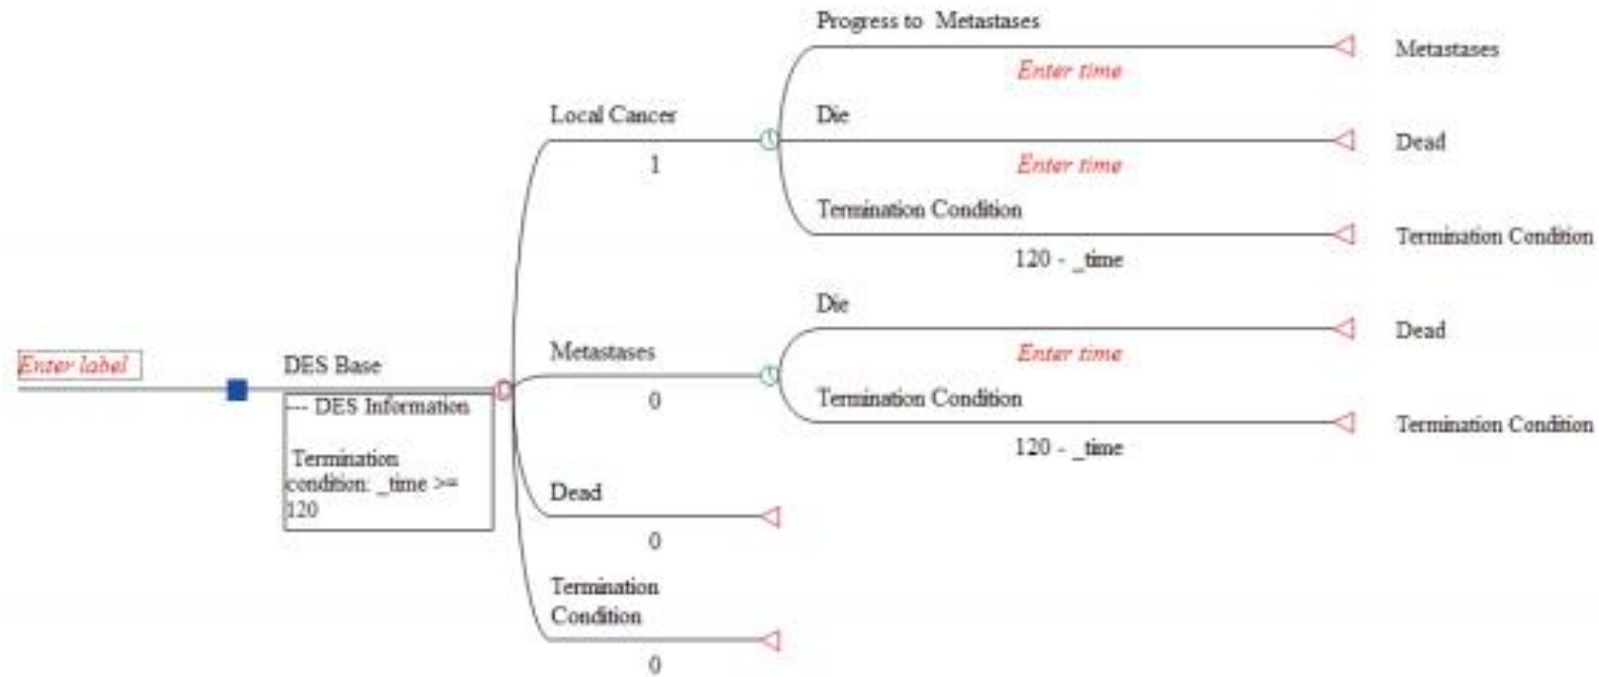 Progress to Metastases
Metastases
Enter time
Local Cancer
Die
Dead
1
Enter time
Termination Condition
Termination Condition
120 - _time
Die
Dead
Enter label
DES Base
Metastases
Enter time
--- DES Information
0
Termination Condition
Termination Condition
120 - _time
Termination
condition: _time >=
120
Dead
0
Termination
Condition
0